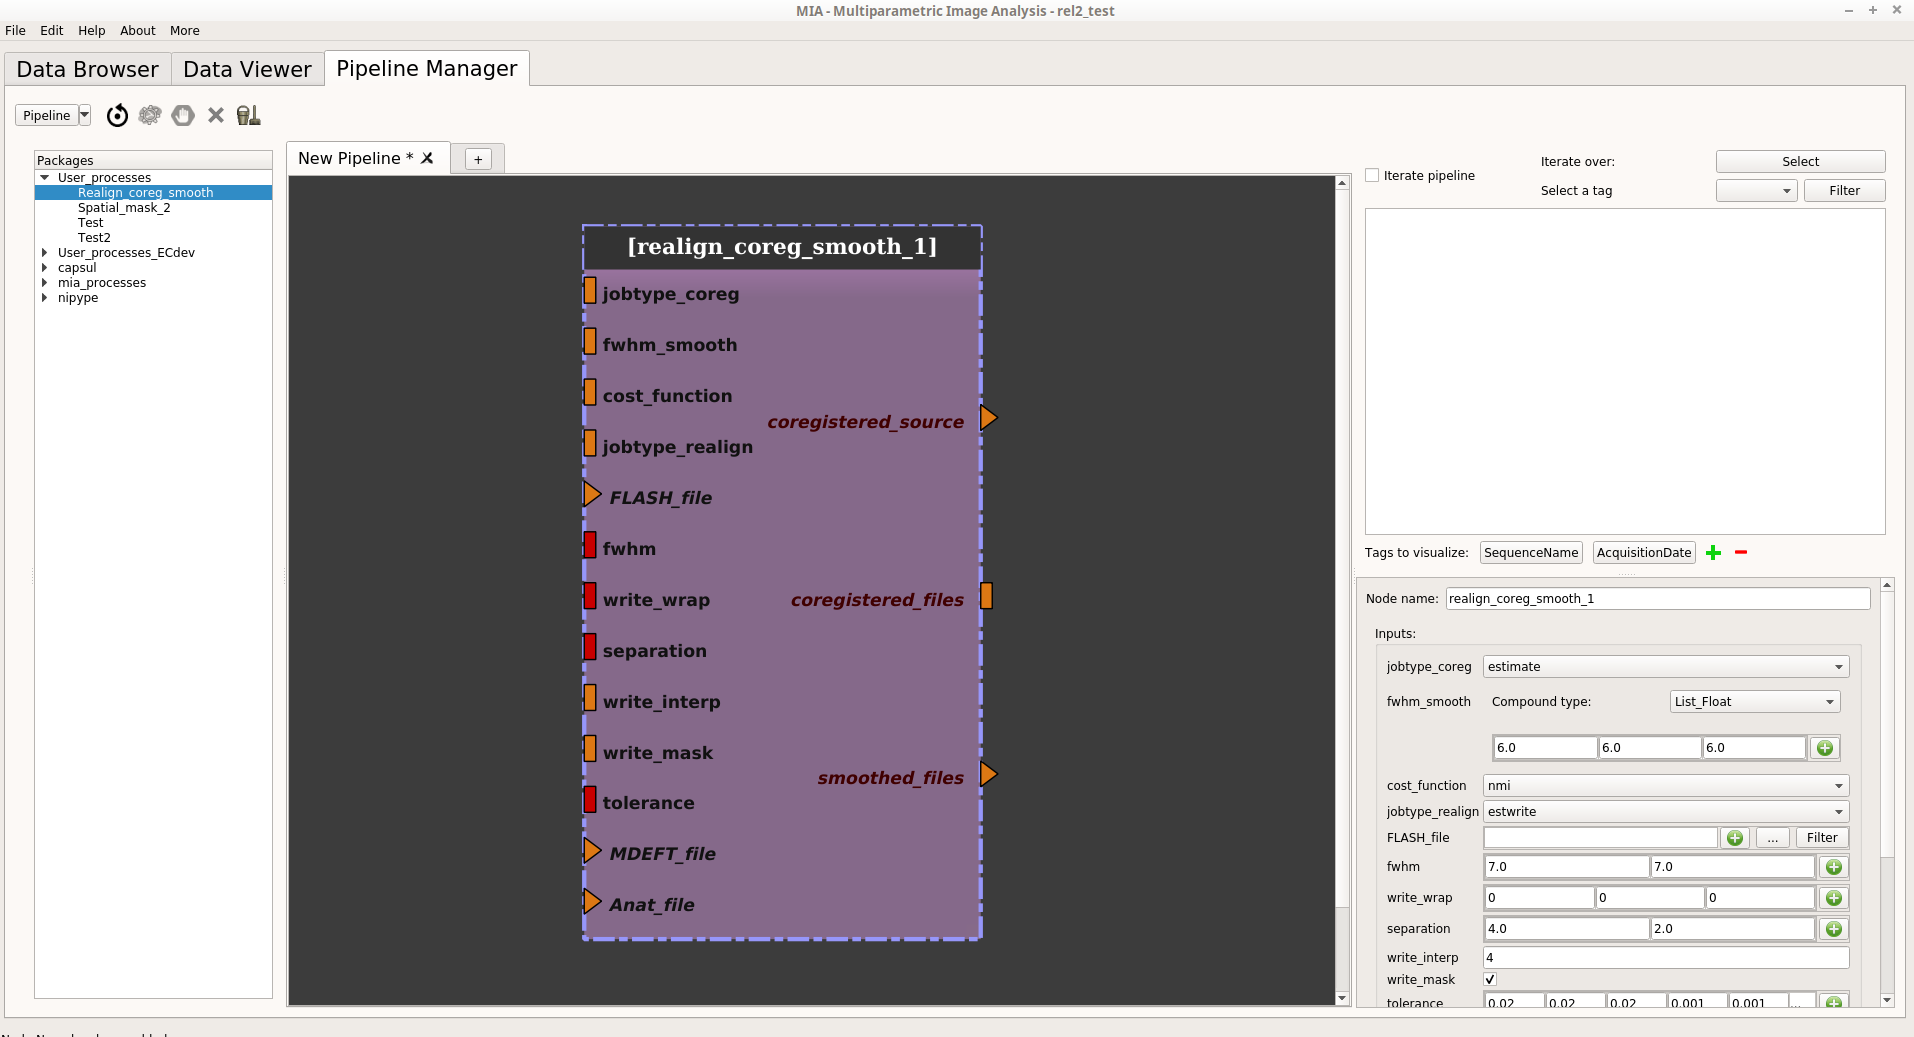 MIA - Multiparametric Image Analysis - rel2_test
File Edit Help About More
Data Browser Data Viewer Pipeline Manager
Pipeline
Packages
User_processes
Realign_coreg_smooth
Spatial_mask_2
Test
Test2
User_processes_ECdev
capsul
mia_processes
nipype
New Pipeline *
+
[realign_coreg_smooth_1]
jobtype_coreg
fwhm_smooth
cost_function
coregistered_source
jobtype_realign
FLASH_file
fwhm
write_wrap
coregistered_files
separation
write_interp
write_mask
smoothed_files
tolerance
MDEFT_file
Anat_file
Iterate pipeline
Iterate over: Select
Select a tag Filter
Tags to visualize: SequenceName AcquisitionDate
Node name: realign_coreg_smooth_1
Inputs:
jobtype_coreg estimate
fwhm_smooth Compound type: List_Float
6.0 6.0 6.0
cost_function nmi
jobtype_realign estwrite
FLASH_file ... Filter
fwhm 7.0 7.0
write_wrap 0 0 0
separation 4.0 2.0
write_interp 4
write_mask
tolerance 0.02 0.02 0.02 0.001 0.001 ...